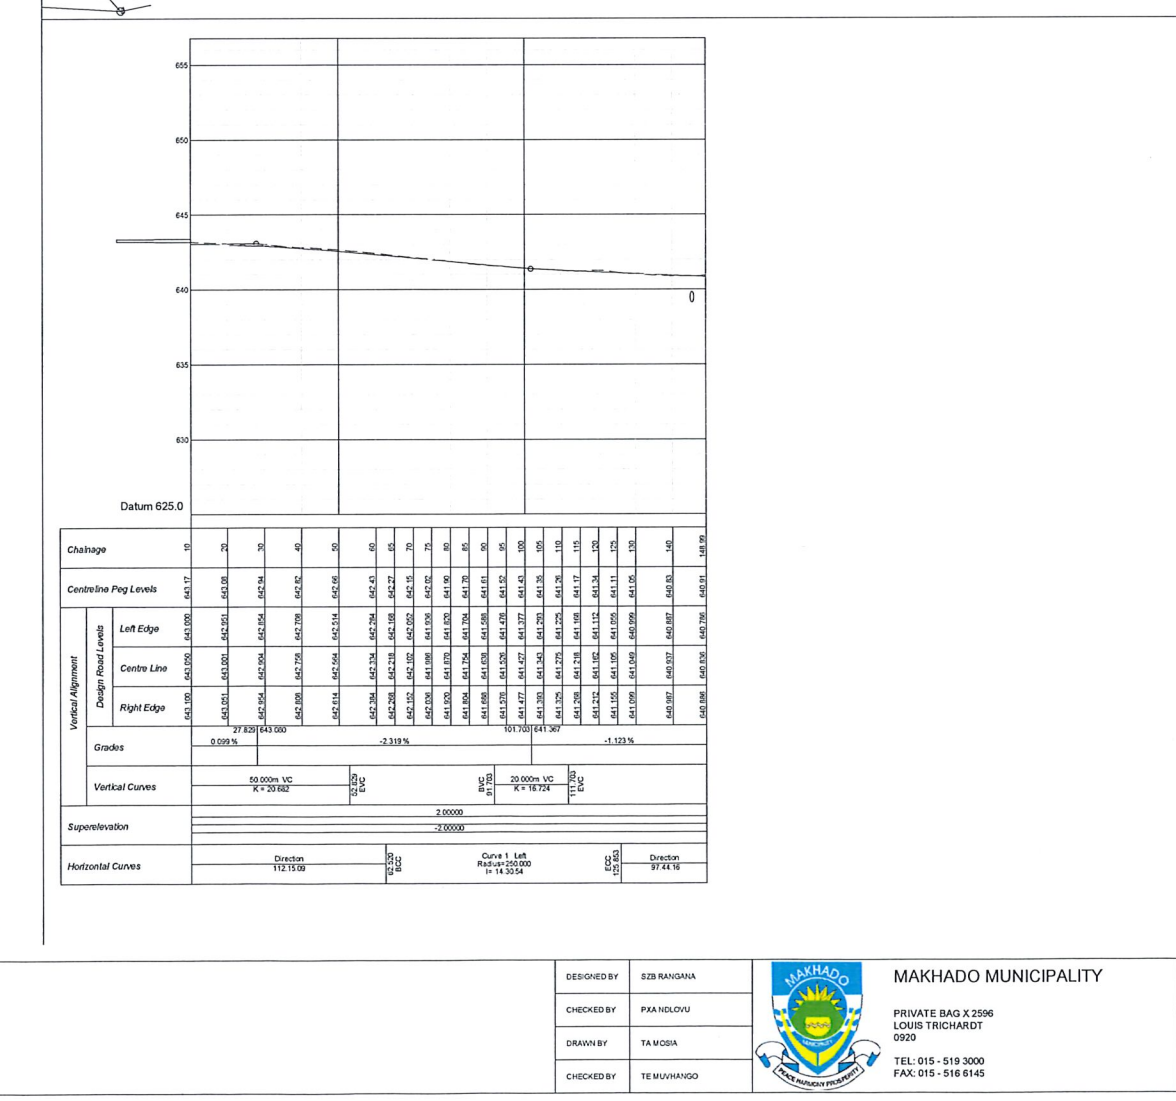 655
650
645
640
0
635
630
Datum 625.0
Chainage 10 20 30 40 50 60 65 70 75 80 85 90 95 100 105 110 115 120 125 130 140 148.99
Centreline Peg Levels 643.17 643.08 642.94 642.82 642.66 642.43 642.27 642.15 642.02 641.90 641.70 641.61 641.52 641.43 641.35 641.26 641.17 641.34 641.11 641.05 640.83 640.91
Vertical Alignment
Design Road Levels
Left Edge 643.000 642.951 642.854 642.708 642.514 642.284 642.168 642.052 641.936 641.820 641.704 641.588 641.476 641.377 641.293 641.225 641.168 641.112 641.055 640.999 640.887 640.786
Centre Line 643.050 643.001 642.904 642.758 642.564 642.334 642.218 642.102 641.986 641.870 641.754 641.638 641.526 641.427 641.343 641.275 641.218 641.162 641.105 641.049 640.937 640.836
Right Edge 643.100 643.051 642.954 642.808 642.614 642.384 642.268 642.152 642.036 641.920 641.804 641.688 641.576 641.477 641.393 641.325 641.268 641.212 641.155 641.099 640.987 640.886
27.829 643.080 101.703 641.367
Grades 0.099 % -2.319 % -1.123 %
Vertical Curves
50.000m VC
K = 20.682
52.829
EVC
BVC
91.703
20.000m VC
K = 16.724
111.703
EVC
Superelevation
2.00000
-2.00000
Horizontal Curves
Direction
112.15.09
62.520
BCC
Curve 1 Left
Radius=250.000
I= 14.30.54
ECC
125.853
Direction
97.44.16
DESIGNED BY SZB RANGANA
CHECKED BY PXA NDLOVU
DRAWN BY TA MOSIA
CHECKED BY TE MUVHANGO
MAKHADO
MUNICIPALITY
PEACE HARMONY PROSPERITY
MAKHADO MUNICIPALITY
PRIVATE BAG X 2596
LOUIS TRICHARDT
0920
TEL: 015 - 519 3000
FAX: 015 - 516 6145